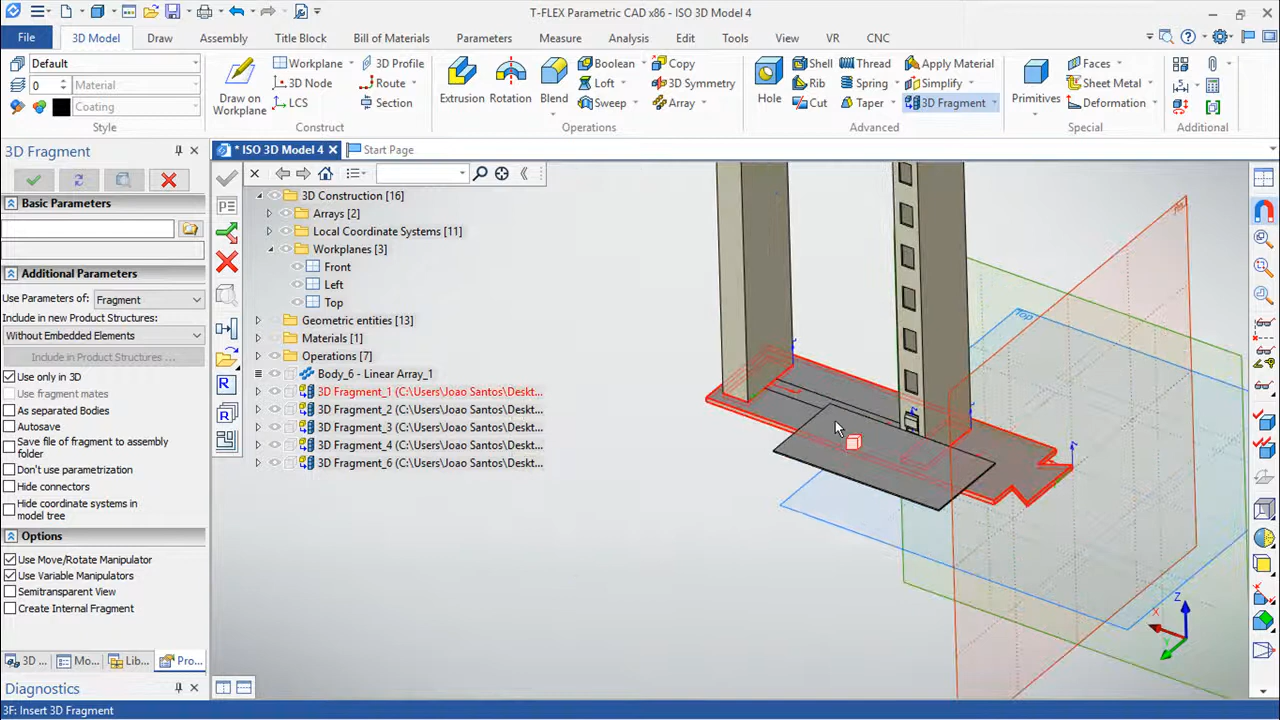 T-FLEX Parametric CAD x86 - ISO 3D Model 4
File
3D Model
Draw
Assembly
Title Block
Bill of Materials
Parameters
Measure
Analysis
Edit
Tools
View
VR
CNC
Default
0
Material
Coating
Style
Draw on
Workplane
Workplane
3D Node
LCS
3D Profile
Route
Section
Construct
Extrusion
Rotation
Blend
Boolean
Loft
Sweep
Copy
3D Symmetry
Array
Operations
Hole
Shell
Rib
Cut
Thread
Spring
Taper
Apply Material
Simplify
3D Fragment
Advanced
Primitives
Faces
Sheet Metal
Deformation
Special
Additional
3D Fragment
* ISO 3D Model 4
Start Page
Basic Parameters
Additional Parameters
Use Parameters of:
Fragment
Include in new Product Structures:
Without Embedded Elements
Include in Product Structures ...
Use only in 3D
Use fragment mates
As separated Bodies
Autosave
Save file of fragment to assembly
folder
Don't use parametrization
Hide connectors
Hide coordinate systems in
model tree
Options
Use Move/Rotate Manipulator
Use Variable Manipulators
Semitransparent View
Create Internal Fragment
3D ...
Mo...
Lib...
Pro...
Diagnostics
3F: Insert 3D Fragment
3D Construction [16]
Arrays [2]
Local Coordinate Systems [11]
Workplanes [3]
Front
Left
Top
Geometric entities [13]
Materials [1]
Operations [7]
Body_6 - Linear Array_1
3D Fragment_1 (C:\Users\Joao Santos\Deskt...
3D Fragment_2 (C:\Users\Joao Santos\Deskt...
3D Fragment_3 (C:\Users\Joao Santos\Deskt...
3D Fragment_4 (C:\Users\Joao Santos\Deskt...
3D Fragment_6 (C:\Users\Joao Santos\Deskt...
Top
Z
X
Y